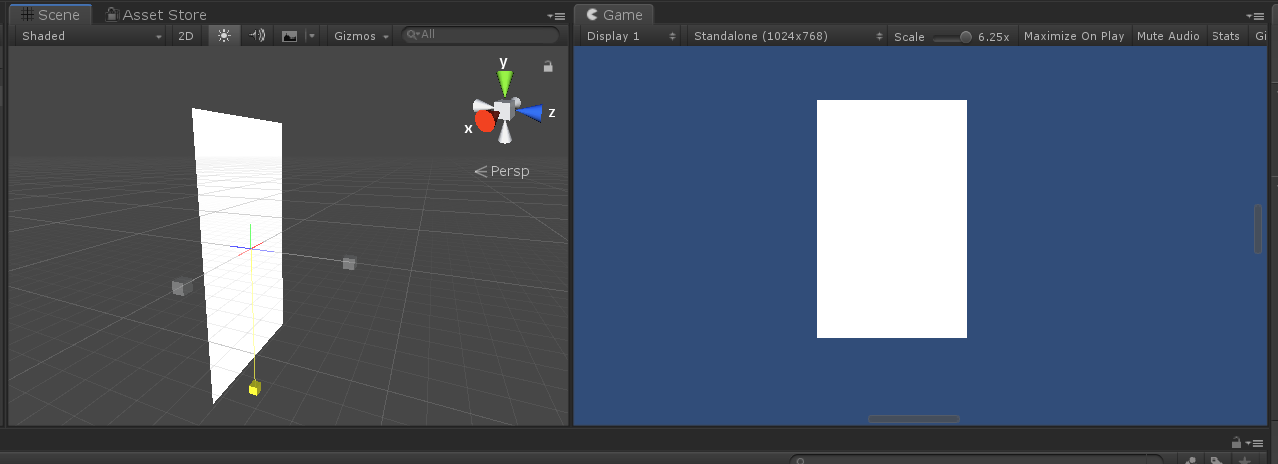 Scene
Asset Store
Game
Shaded
2D
Gizmos
All
Display 1
Standalone (1024x768)
Scale
6.25x
Maximize On Play
Mute Audio
Stats
Gi
y
z
x
Persp